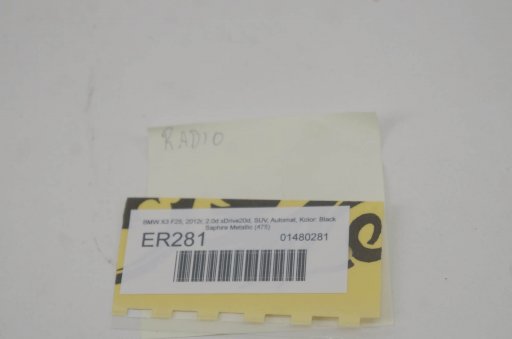 RADIO
BMW X3 F25, 2012r, 2.0d xDrive20d, SUV, Automat, Kolor: Black
Saphire Metallic (475)
ER281 01480281